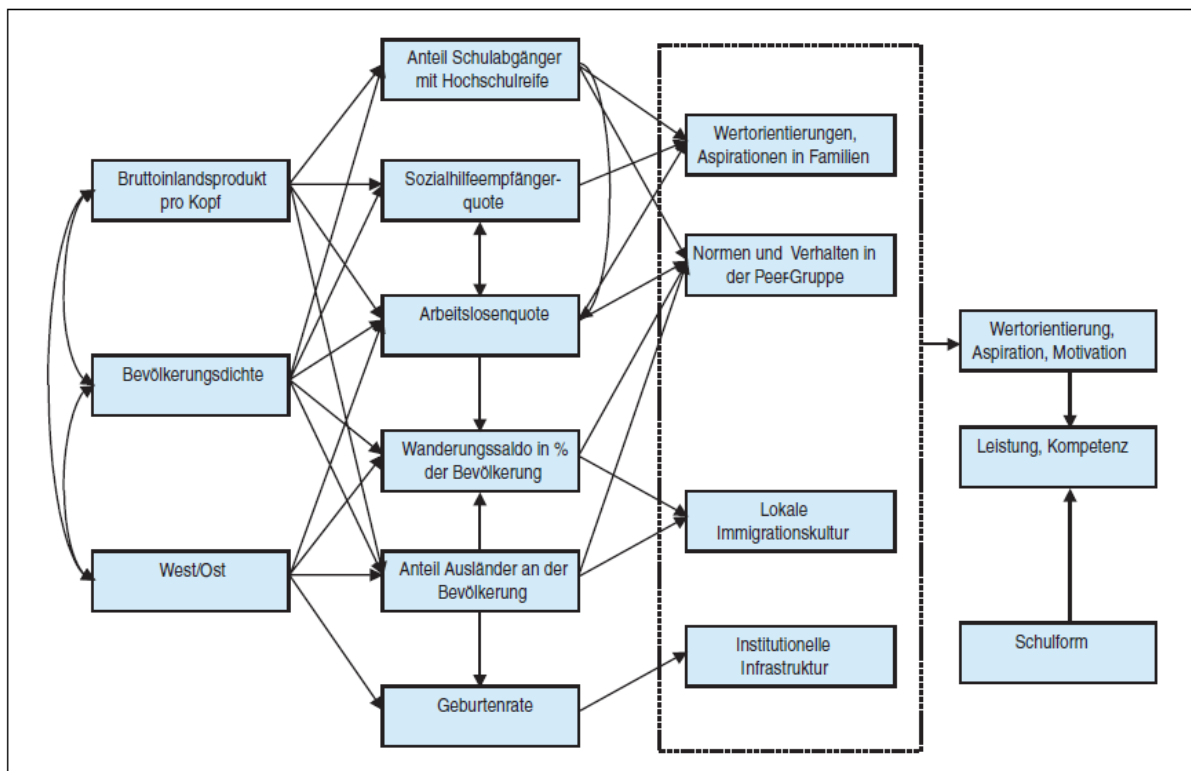 Anteil Schulabgänger
mit Hochschulreife
Wertorientierungen,
Aspirationen in Familien
Bruttoinlandsprodukt
pro Kopf
Sozialhilfeempfänger-
quote
Normen und Verhalten in
der Peer-Gruppe
Arbeitslosenquote
Wertorientierung,
Aspiration, Motivation
Bevölkerungsdichte
Wanderungssaldo in %
der Bevölkerung
Leistung, Kompetenz
Lokale
Immigrationskultur
West/Ost
Anteil Ausländer an der
Bevölkerung
Institutionelle
Infrastruktur
Schulform
Geburtenrate